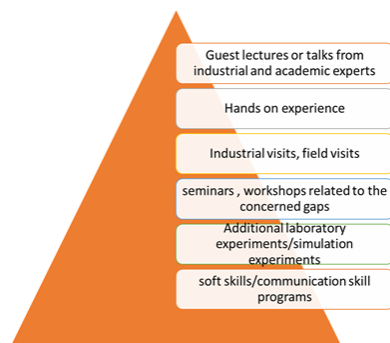 Guest lectures or talks from
industrial and academic experts
Hands on experience
Industrial visits, field visits
seminars , workshops related to the
concerned gaps
Additional laboratory
experiments/simulation
experiments
soft skills/communication skill
programs